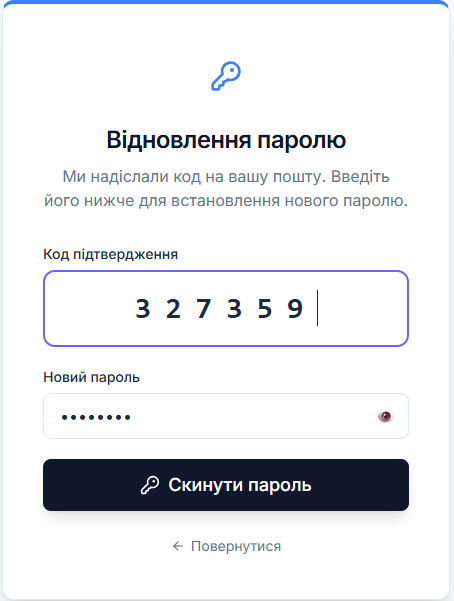 Відновлення паролю
Ми надіслали код на вашу пошту. Введіть
його нижче для встановлення нового паролю.
Код підтвердження
3 2 7 3 5 9
Новий пароль
••••••••
Скинути пароль
← Повернутися